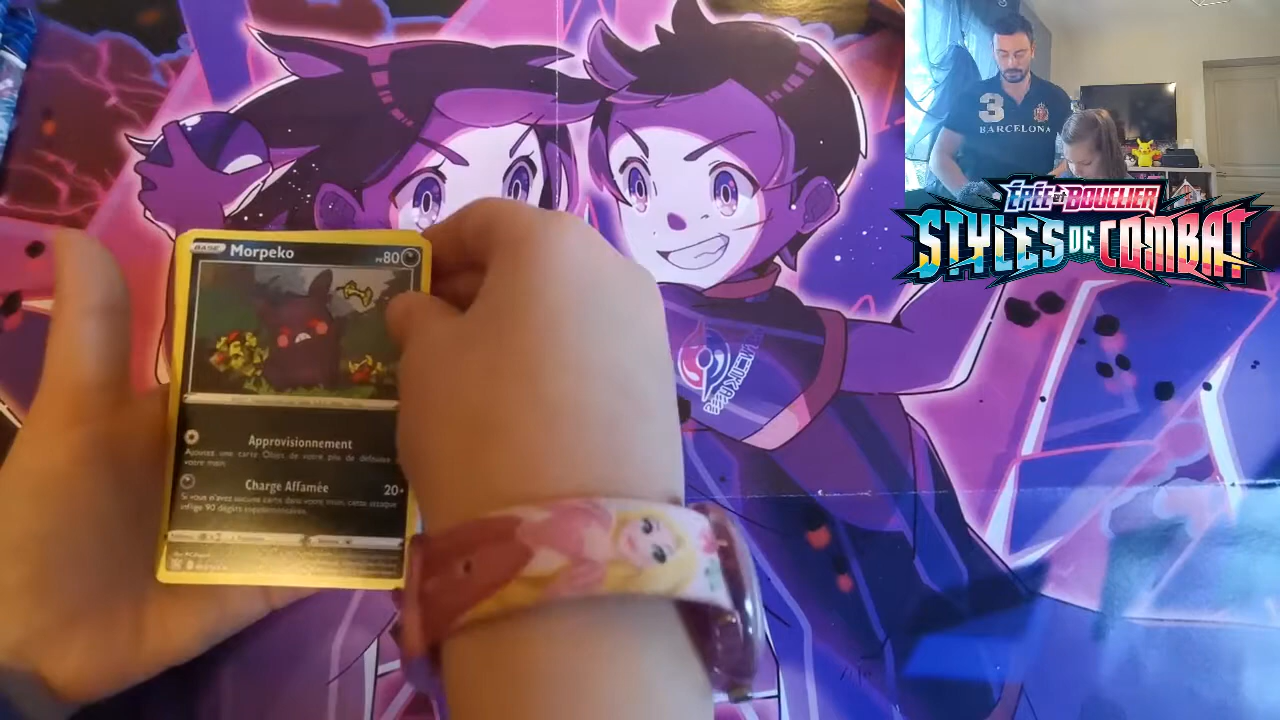 BASE Morpeko PV 80
Approvisionnement
Ajoutez une carte Objet de votre pile de défausse à
votre main.
Charge Affamée 20+
Si vous n'avez aucune carte dans votre main, cette attaque
inflige 90 dégâts supplémentaires.
3
BARCELONA
ÉPÉE ET BOUCLIER
STYLES DE COMBAT